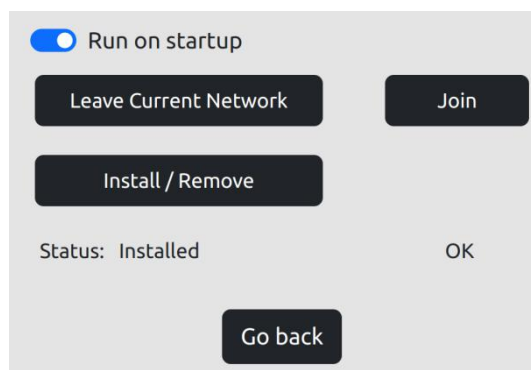 Run on startup
Leave Current Network Join
Install / Remove
Status: Installed OK
Go back